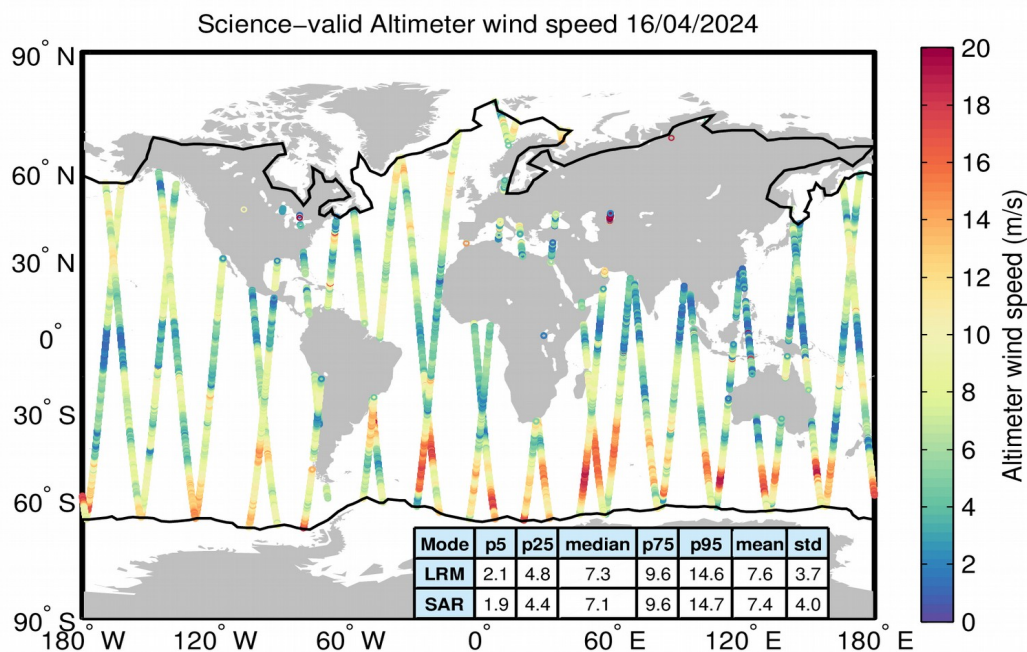 Science-valid Altimeter wind speed 16/04/2024
90° N
60° N
30° N
0°
30° S
60° S
90° S
180° W
120° W
60° W
0°
60° E
120° E
180° E
20
18
16
14
12
10
8
6
4
2
0
Altimeter wind speed (m/s)
Mode p5 p25 median p75 p95 mean std
LRM 2.1 4.8 7.3 9.6 14.6 7.6 3.7
SAR 1.9 4.4 7.1 9.6 14.7 7.4 4.0